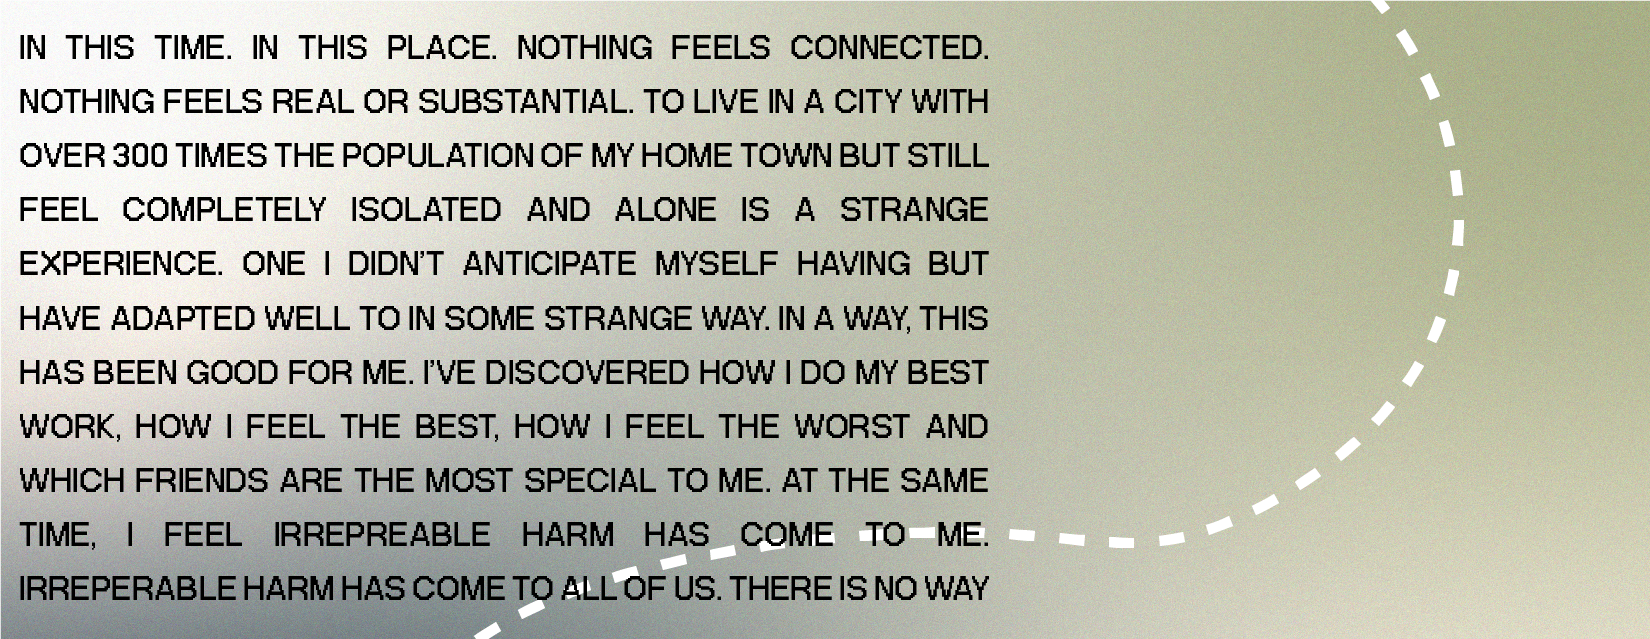 IN THIS TIME. IN THIS PLACE. NOTHING FEELS CONNECTED.
NOTHING FEELS REAL OR SUBSTANTIAL. TO LIVE IN A CITY WITH
OVER 300 TIMES THE POPULATION OF MY HOME TOWN BUT STILL
FEEL COMPLETELY ISOLATED AND ALONE IS A STRANGE
EXPERIENCE. ONE I DIDN’T ANTICIPATE MYSELF HAVING BUT
HAVE ADAPTED WELL TO IN SOME STRANGE WAY. IN A WAY, THIS
HAS BEEN GOOD FOR ME. I’VE DISCOVERED HOW I DO MY BEST
WORK, HOW I FEEL THE BEST, HOW I FEEL THE WORST AND
WHICH FRIENDS ARE THE MOST SPECIAL TO ME. AT THE SAME
TIME, I FEEL IRREPREABLE HARM HAS COME TO ME.
IRREPERABLE HARM HAS COME TO ALL OF US. THERE IS NO WAY